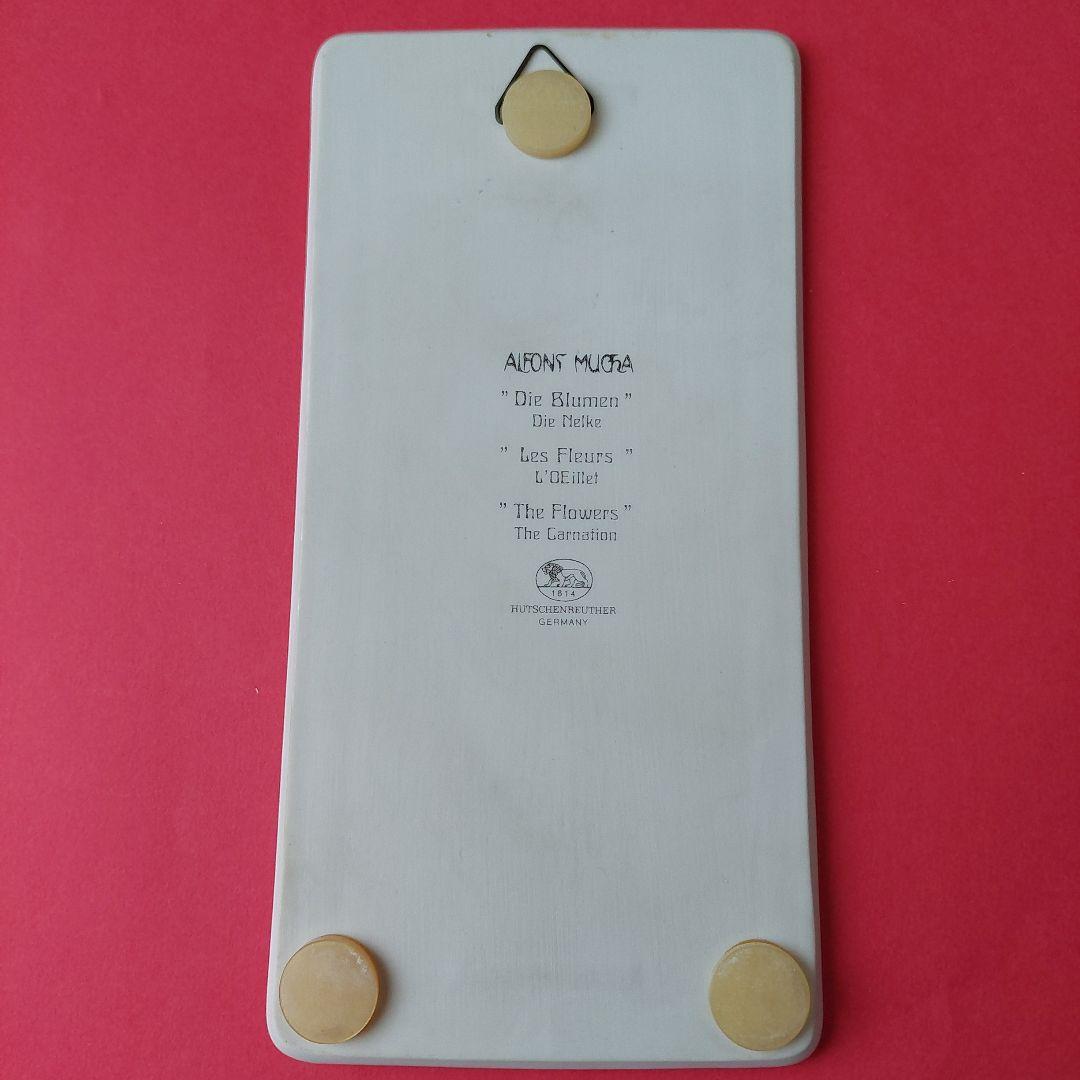 ALFONS MUCHA
" Die Blumen "
Die Nelke
" Les Fleurs "
L'OEillet
" The Flowers "
The Carnation
1814
HUTSCHENREUTHER
GERMANY